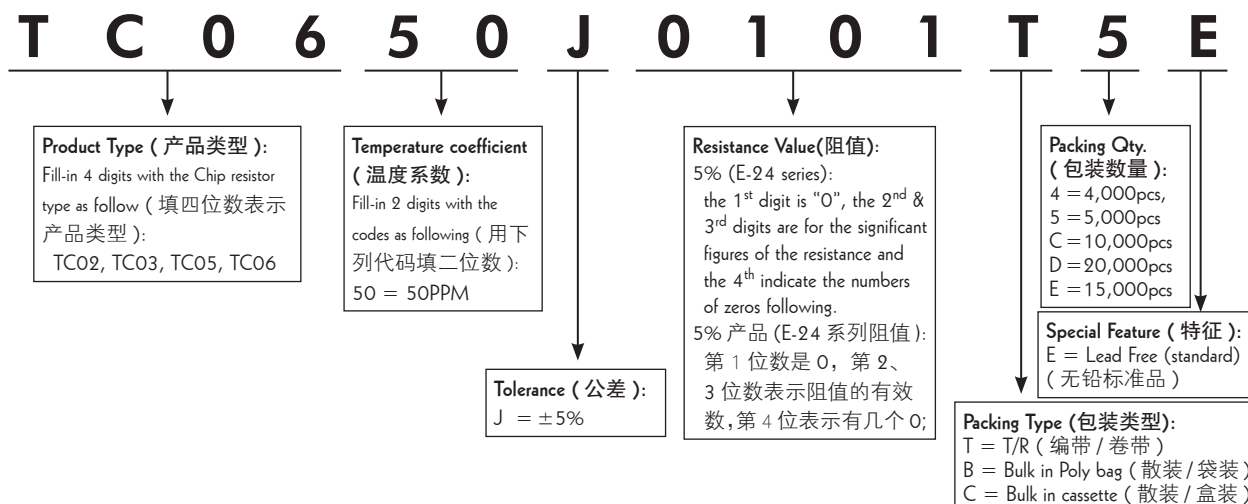 T C 0 6 5 0 J 0 1 0 1 T 5 E
Product Type ( 产品类型 ):
Fill-in 4 digits with the Chip resistor
type as follow ( 填四位数表示
产品类型 ):
TC02, TC03, TC05, TC06
Temperature coefficient
( 温度系数 ):
Fill-in 2 digits with the
codes as following ( 用下
列代码填二位数 ):
50 = 50PPM
Tolerance ( 公差 ):
J = ±5%
Resistance Value(阻值):
5% (E-24 series):
the 1st digit is “0”, the 2nd &
3rd digits are for the significant
figures of the resistance and
the 4th indicate the numbers
of zeros following.
5% 产品 (E-24 系列阻值 ):
第 1 位数是 0，第 2、
3 位数表示阻值的有效
数,第 4 位表示有几个 0;
Packing Qty.
( 包装数量 ):
4 =4,000pcs,
5 =5,000pcs
C =10,000pcs
D =20,000pcs
E =15,000pcs
Special Feature ( 特征 ):
E = Lead Free (standard)
( 无铅标准品 )
Packing Type (包装类型):
T = T/R ( 编带 / 卷带 )
B = Bulk in Poly bag ( 散装 / 袋装 )
C = Bulk in cassette ( 散装 / 盒装 )